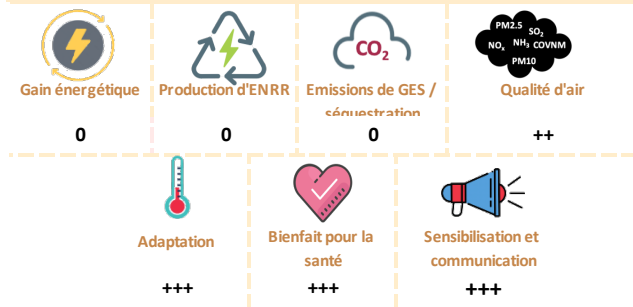 CO₂
PM2.5
SO₂
NOₓ
NH₃
COVNM
PM10
Gain énergétique
Production d'ENRR
Emissions de GES /
séquestration
Qualité d'air
0
0
0
++
Adaptation
Bienfait pour la
santé
Sensibilisation et
communication
+++
+++
+++